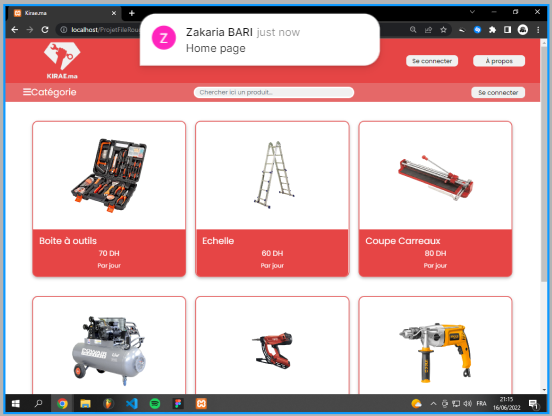 Kirae.ma
Zakaria BARI just now
Z
Home page
localhost/ProjetFileRou
KIRAE.ma
Se connecter
À propos
Catégorie
Chercher ici un produit...
Se connecter
Boite à outils
70 DH
Par jour
Echelle
60 DH
Par jour
Coupe Carreaux
80 DH
Par jour
FRA
21:15
16/06/2022